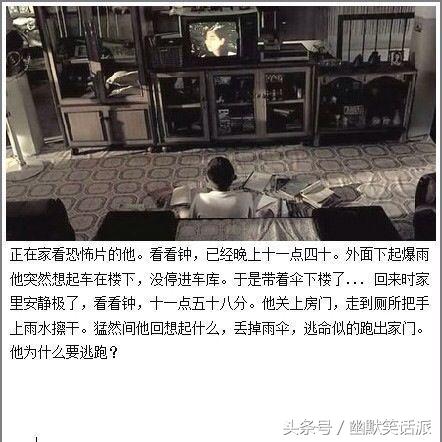 正在家看恐怖片的他。看看钟，已经晚上十一点四十。外面下起爆雨
他突然想起车在楼下，没停进车库。于是带着伞下楼了... 回来时家
里安静极了，看看钟，十一点五十八分。他关上房门，走到厕所把手
上雨水擦干。猛然间他回想起什么，丢掉雨伞，逃命似的跑出家门。
他为什么要逃跑？
头条号 / 幽默笑话派